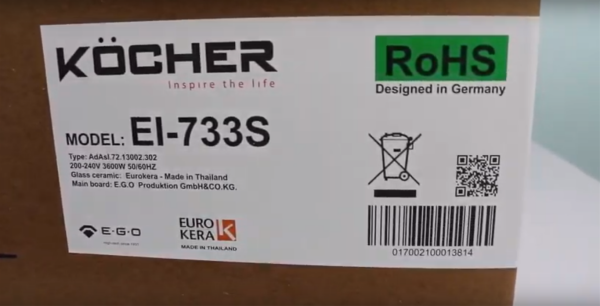 KÖCHER
Inspire the life
RoHS
Designed in Germany
MODEL: EI-733S
Type: AdAsl.72.13002.302
200-240V 3600W 50/60HZ
Glass ceramic: Eurokera - Made in Thailand
Main board: E.G.O Produktion GmbH&CO.KG.
E·G·O
EURO
KERA K
MADE IN THAILAND
017002100013814